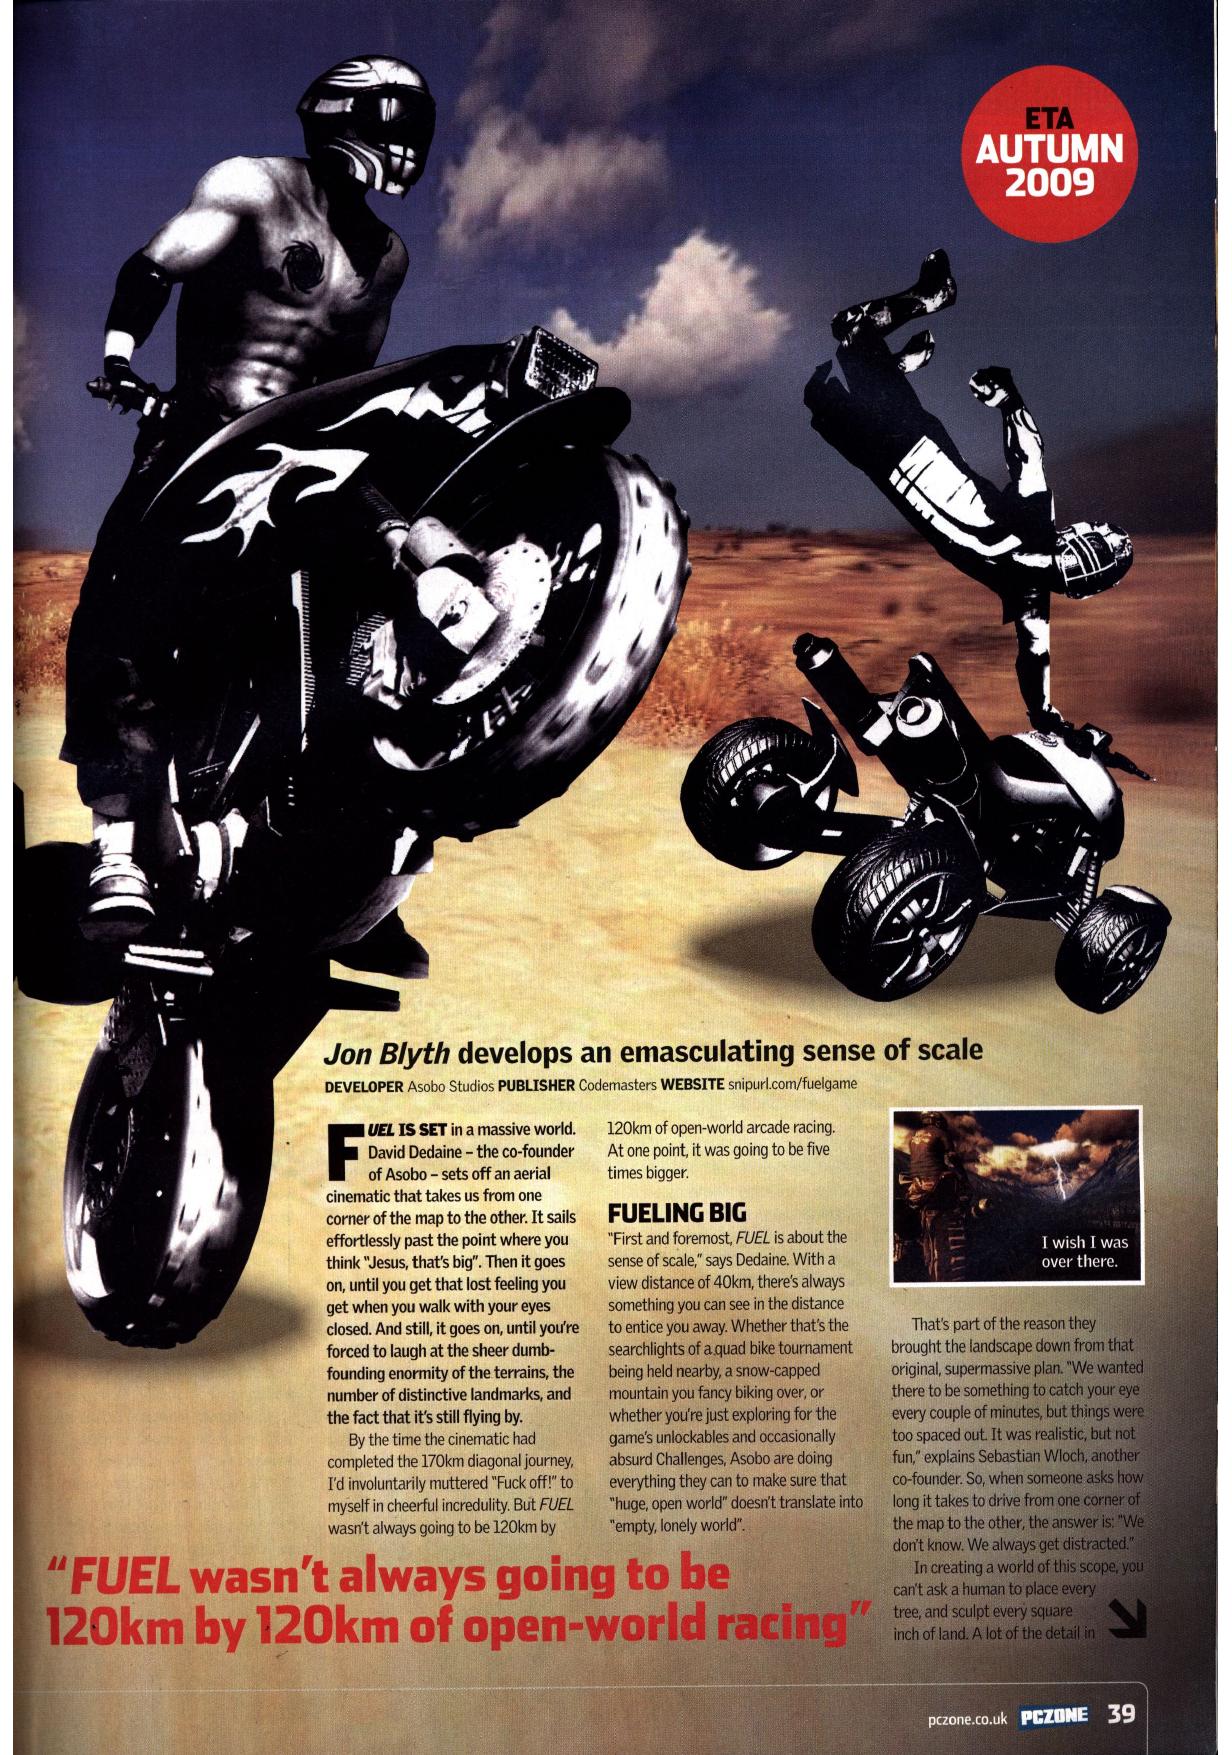 ETA
AUTUMN
2009
Jon Blyth develops an emasculating sense of scale
DEVELOPER Asobo Studios PUBLISHER Codemasters WEBSITE snipurl.com/fuelgame
FUEL IS SET in a massive world.
David Dedaine – the co-founder
of Asobo – sets off an aerial
cinematic that takes us from one
corner of the map to the other. It sails
effortlessly past the point where you
think "Jesus, that's big". Then it goes
on, until you get that lost feeling you
get when you walk with your eyes
closed. And still, it goes on, until you're
forced to laugh at the sheer dumb-
founding enormity of the terrains, the
number of distinctive landmarks, and
the fact that it's still flying by.
By the time the cinematic had
completed the 170km diagonal journey,
I'd involuntarily muttered "Fuck off!" to
myself in cheerful incredulity. But FUEL
wasn't always going to be 120km by
120km of open-world arcade racing.
At one point, it was going to be five
times bigger.
FUELING BIG
"First and foremost, FUEL is about the
sense of scale," says Dedaine. With a
view distance of 40km, there's always
something you can see in the distance
to entice you away. Whether that's the
searchlights of a quad bike tournament
being held nearby, a snow-capped
mountain you fancy biking over, or
whether you're just exploring for the
game's unlockables and occasionally
absurd Challenges, Asobo are doing
everything they can to make sure that
"huge, open world" doesn't translate into
"empty, lonely world".
I wish I was
over there.
That's part of the reason they
brought the landscape down from that
original, supermassive plan. "We wanted
there to be something to catch your eye
every couple of minutes, but things were
too spaced out. It was realistic, but not
fun," explains Sebastian Wloch, another
co-founder. So, when someone asks how
long it takes to drive from one corner of
the map to the other, the answer is: "We
don't know. We always get distracted."
In creating a world of this scope, you
can't ask a human to place every
tree, and sculpt every square
inch of land. A lot of the detail in
"FUEL wasn't always going to be
120km by 120km of open-world racing"
pczone.co.uk PCZONE 39